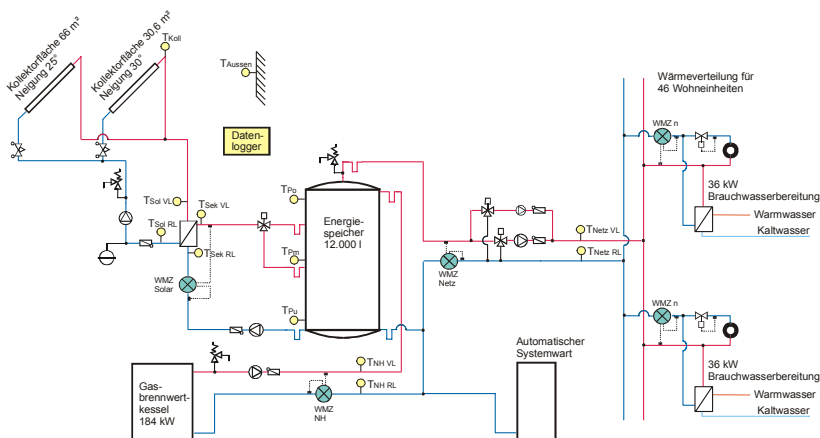 Kollektorfläche 66 m²
Neigung 25°
Kollektorfläche 30,6 m²
Neigung 30°
TKoll
TAussen
Daten-
logger
TSol VL
TSek VL
TSol RL
TSek RL
WMZ
Solar
TPo
TPm
TPu
Energie-
speicher
12.000 l
WMZ
Netz
TNetz VL
TNetz RL
Wärmeverteilung für
46 Wohneinheiten
WMZ n
36 kW
Brauchwasserbereitung
Warmwasser
Kaltwasser
WMZ n
36 kW
Brauchwasserbereitung
Warmwasser
Kaltwasser
Gas-
brennwert-
kessel
184 kW
TNH VL
TNH RL
WMZ
NH
Automatischer
Systemwart